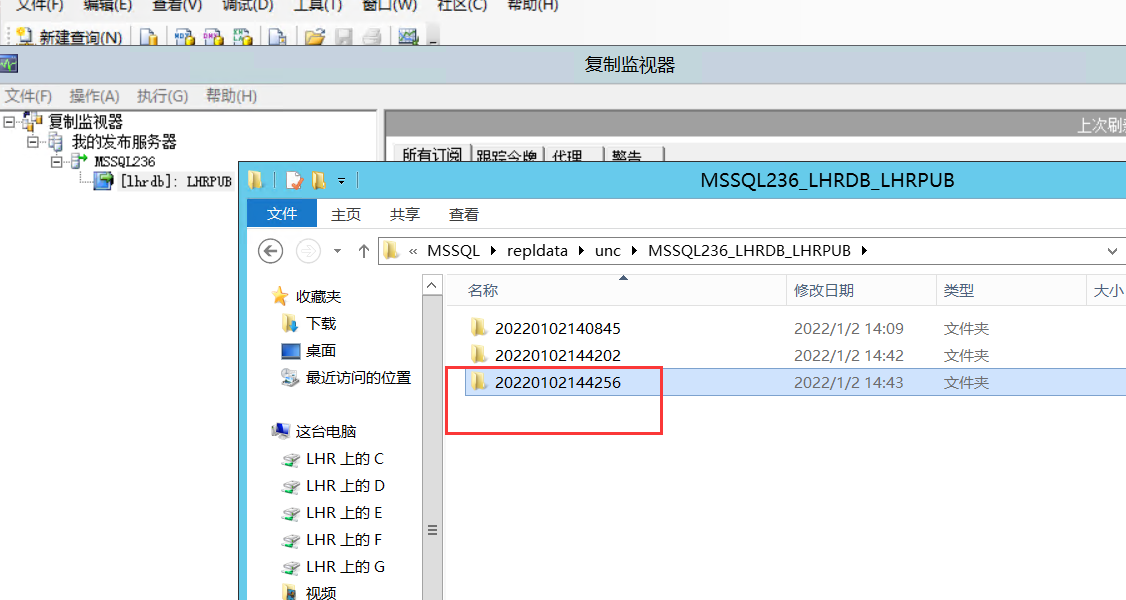 文件(F) 编辑(E) 查看(V) 调试(D) 工具(T) 窗口(W) 社区(C) 帮助(H)
新建查询(N)
复制监视器
文件(F) 操作(A) 执行(G) 帮助(H)
复制监视器
上次刷新
我的发布服务器
所有订阅 跟踪令牌 代理 警告
MSSQL236
[lhrdb]: LHRPUB
MSSQL236_LHRDB_LHRPUB
文件 主页 共享 查看
« MSSQL repldata unc MSSQL236_LHRDB_LHRPUB
名称 修改日期 类型 大小
收藏夹
下载
桌面
最近访问的位置
这台电脑
LHR 上的 C
LHR 上的 D
LHR 上的 E
LHR 上的 F
LHR 上的 G
视频
20220102140845 2022/1/2 14:09 文件夹
20220102144202 2022/1/2 14:42 文件夹
20220102144256 2022/1/2 14:43 文件夹